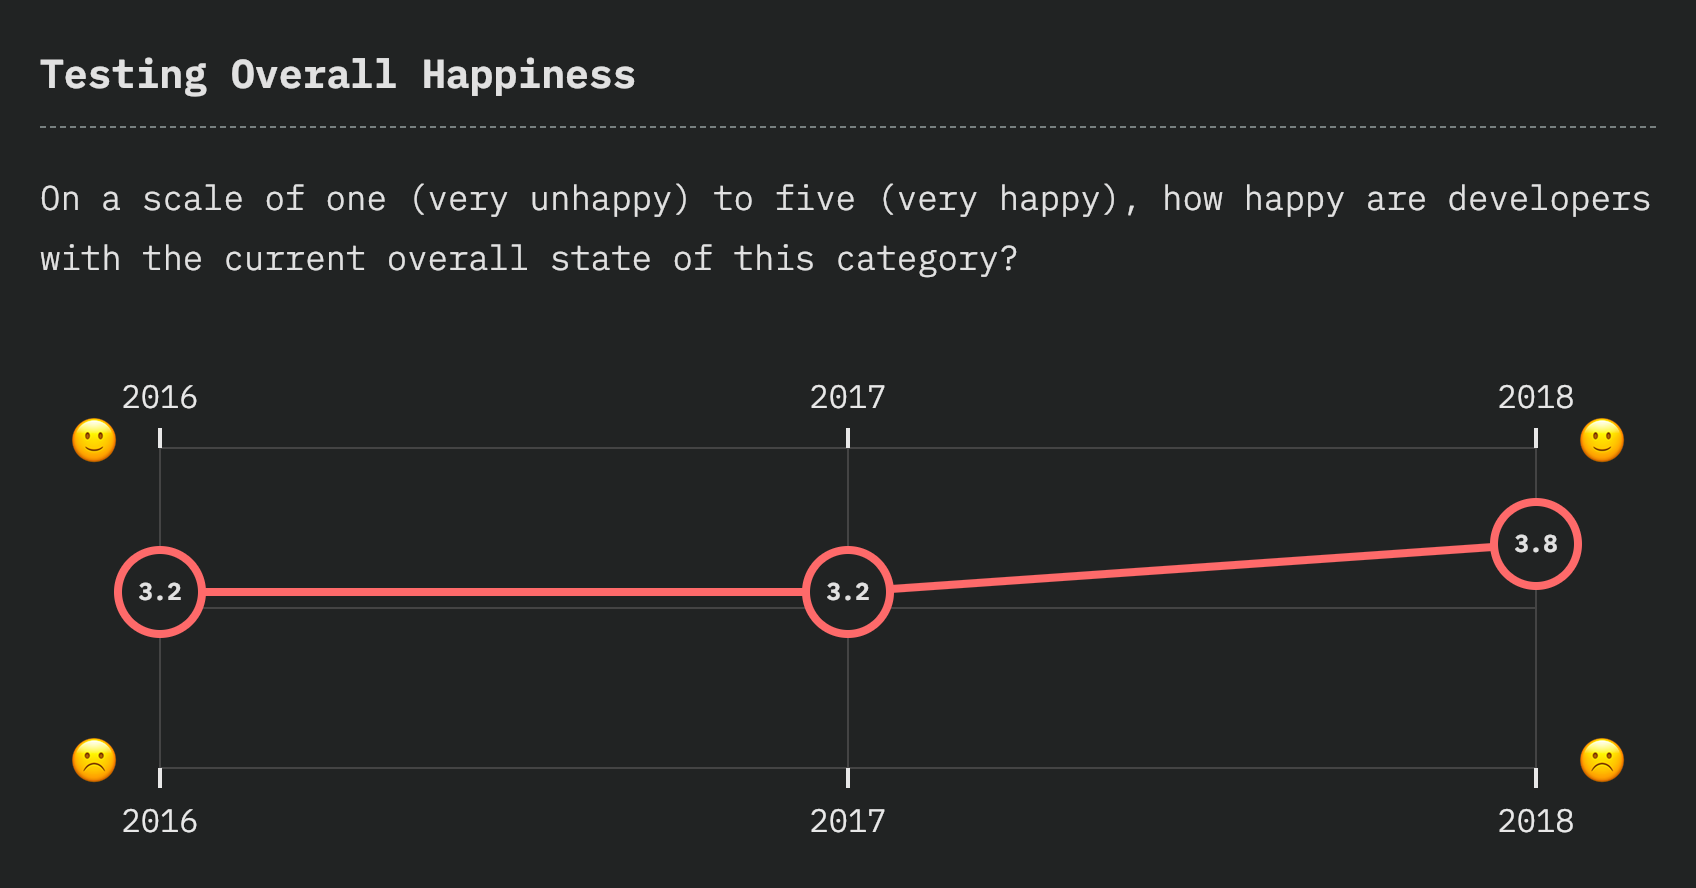 Testing Overall Happiness
On a scale of one (very unhappy) to five (very happy), how happy are developers
with the current overall state of this category?
2016 2017 2018
3.2 3.2 3.8
2016 2017 2018